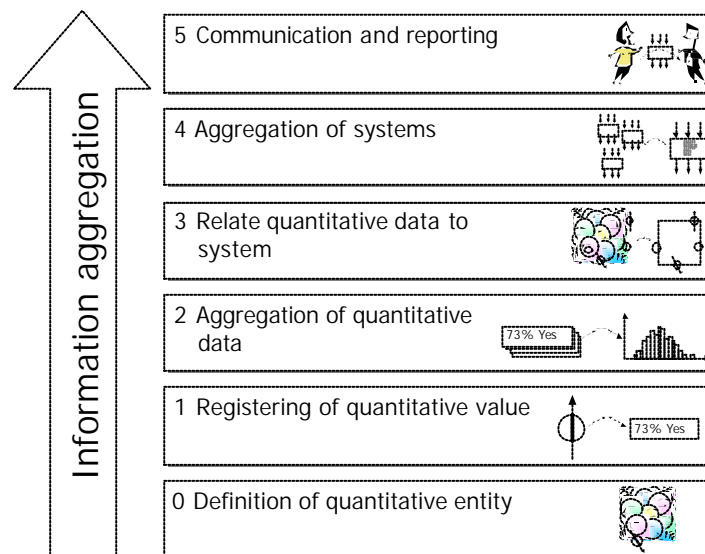 Information aggregation
5 Communication and reporting
4 Aggregation of systems
3 Relate quantitative data to
system
2 Aggregation of quantitative
data
73% Yes
1 Registering of quantitative value
73% Yes
0 Definition of quantitative entity